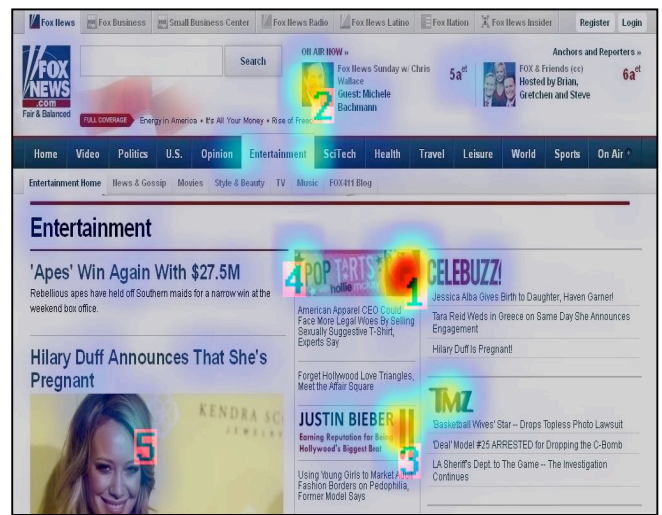 Fox News
Fox Business
Small Business Center
Fox News Radio
Fox News Latino
Fox Nation
Fox News Insider
Register
Login
FOX
NEWS
.com
Fair & Balanced
Search
ON AIR NOW »
Fox News Sunday w/ Chris
Wallace
Guest: Michele
Bachmann
5a et
Anchors and Reporters »
FOX & Friends (cc)
Hosted by Brian,
Gretchen and Steve
6a et
2
FULL COVERAGE
Energy in America • It's All Your Money • Rise of
Home Video Politics U.S. Opinion Entertainment SciTech Health Travel Leisure World Sports On Air
Entertainment Home News & Gossip Movies Style & Beauty TV Music FOX411 Blog
Entertainment
'Apes' Win Again With $27.5M
Rebellious apes have held off Southern maids for a narrow win at the
weekend box office.
Hilary Duff Announces That She's
Pregnant
KENDRA SC
JEWELRY
5
4
POP TARTS
hollie
1
American Apparel CEO Could
Face More Legal Woes By Selling
Sexually Suggestive T-Shirt,
Experts Say
Forget Hollywood Love Triangles,
Meet the Affair Square
JUSTIN BIEBER
Earning Reputation for Being
Hollywood's Biggest Brat
3
Using Young Girls to Market Adult
Fashion Borders on Pedophilia,
Former Model Says
CELEBUZZ!
Jessica Alba Gives Birth to Daughter, Haven Garner!
Tara Reid Weds in Greece on Same Day She Announces
Engagement
Hilary Duff Is Pregnant!
TMZ
'Basketball Wives' Star -- Drops Topless Photo Lawsuit
'Deal' Model #25 ARRESTED for Dropping the C-Bomb
LA Sheriff's Dept. to The Game -- The Investigation
Continues